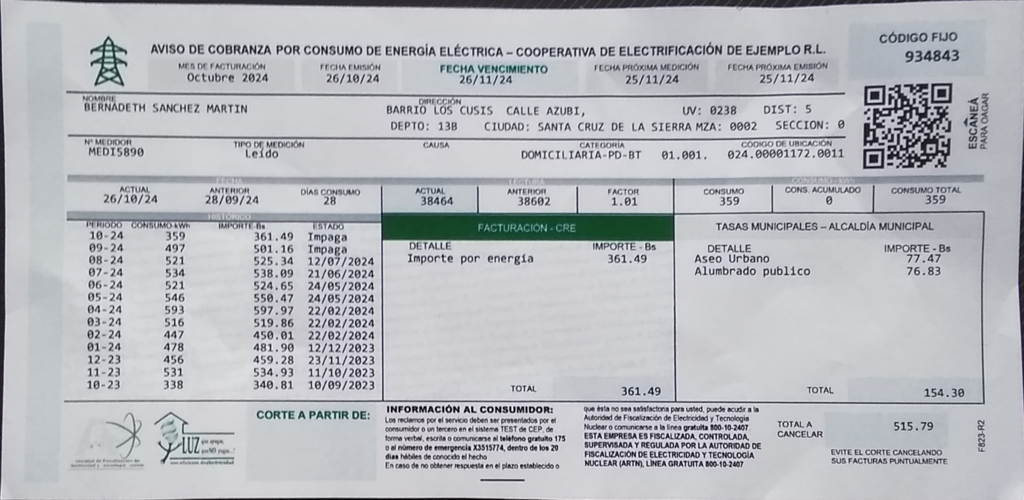 AVISO DE COBRANZA POR CONSUMO DE ENERGÍA ELÉCTRICA – COOPERATIVA DE ELECTRIFICACIÓN DE EJEMPLO R.L.
CÓDIGO FIJO
934843
MES DE FACTURACIÓN FECHA EMISIÓN FECHA VENCIMIENTO FECHA PRÓXIMA MEDICIÓN FECHA PRÓXIMA EMISIÓN
Octubre 2024 26/10/24 26/11/24 25/11/24 25/11/24
NOMBRE DIRECCIÓN
BERNADETH SANCHEZ MARTIN BARRIO LOS CUSIS CALLE AZUBI, UV: 0238 DIST: 5
DEPTO: 13B CIUDAD: SANTA CRUZ DE LA SIERRA MZA: 0002 SECCION: 0
ESCANEÁ
PARA PAGAR
Nº MEDIDOR TIPO DE MEDICIÓN CAUSA CATEGORÍA CÓDIGO DE UBICACIÓN
MEDI5890 Leído DOMICILIARIA-PD-BT 01.001. 024.00001172.0011
FECHA LECTURA CONSUMO - kWh
ACTUAL ANTERIOR DÍAS CONSUMO ACTUAL ANTERIOR FACTOR CONSUMO CONS. ACUMULADO CONSUMO TOTAL
26/10/24 28/09/24 28 38464 38602 1.01 359 0 359
HISTÓRICO
PERIODO CONSUMO kWh IMPORTE-Bs ESTADO
10-24 359 361.49 Impaga
09-24 497 501.16 Impaga
08-24 521 525.34 12/07/2024
07-24 534 538.09 21/06/2024
06-24 521 524.65 24/05/2024
05-24 546 550.47 24/05/2024
04-24 593 597.97 22/02/2024
03-24 516 519.86 22/02/2024
02-24 447 450.01 22/02/2024
01-24 478 481.90 12/12/2023
12-23 456 459.28 23/11/2023
11-23 531 534.93 11/10/2023
10-23 338 340.81 10/09/2023
FACTURACIÓN - CRE
DETALLE IMPORTE - Bs
Importe por energía 361.49
TOTAL 361.49
TASAS MUNICIPALES – ALCALDÍA MUNICIPAL
DETALLE IMPORTE - Bs
Aseo Urbano 77.47
Alumbrado publico 76.83
TOTAL 154.30
LUZ
CORTE A PARTIR DE:
INFORMACIÓN AL CONSUMIDOR:
Los reclamos por el servicio deben ser presentados por el
consumidor o un tercero en el sistema TEST de CEP, de
forma verbal, escrita o comunicarse al teléfono gratuito 175
o al número de emergencia X3515774, dentro de los 20
días hábiles de conocido el hecho
En caso de no obtener respuesta en el plazo establecido o
que ésta no sea satisfactoria para usted, puede acudir a la
Autoridad de Fiscalización de Electricidad y Tecnología
Nuclear o comunicarse a la línea gratuita 800-10-2407
ESTA EMPRESA ES FISCALIZADA, CONTROLADA,
SUPERVISADA Y REGULADA POR LA AUTORIDAD DE
FISCALIZACIÓN DE ELECTRICIDAD Y TECNOLOGÍA
NUCLEAR (ARTN), LÍNEA GRATUITA 800-10-2407
TOTAL A
CANCELAR
515.79
EVITE EL CORTE CANCELANDO
SUS FACTURAS PUNTUALMENTE
F823-R2